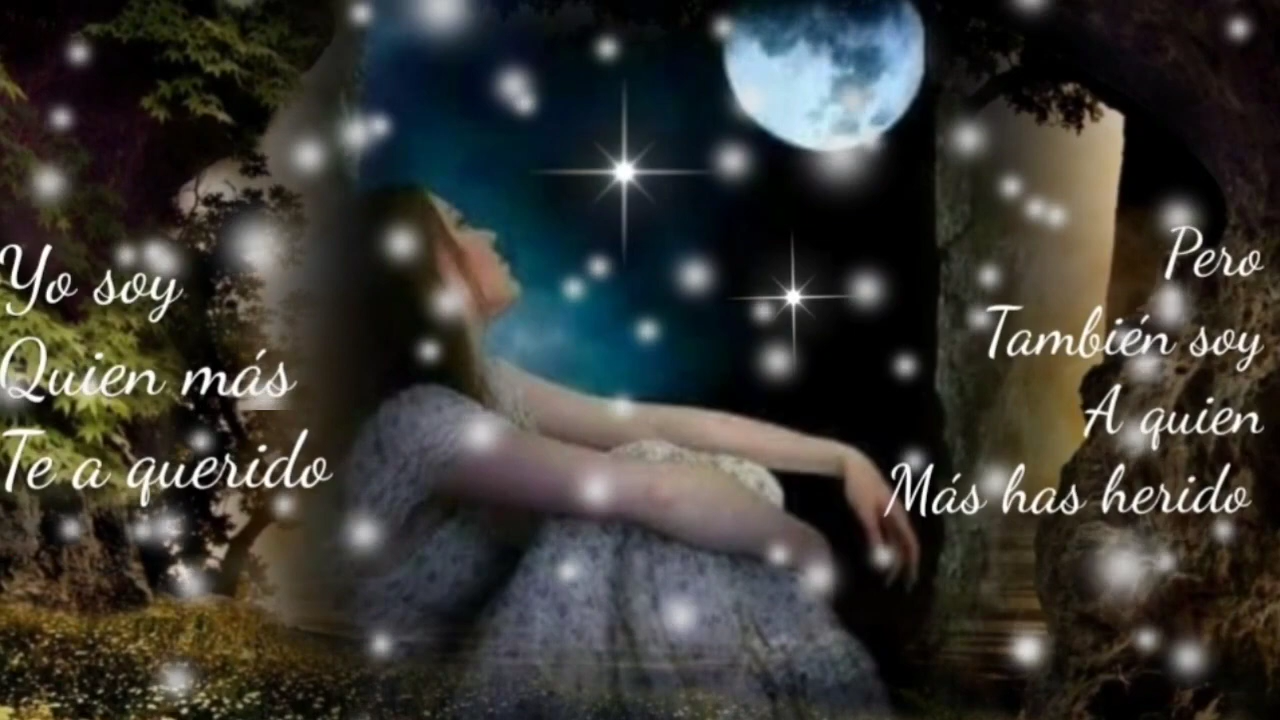 Yo soy
Quien más
Te a querido
Pero
También soy
A quien
Más has herido